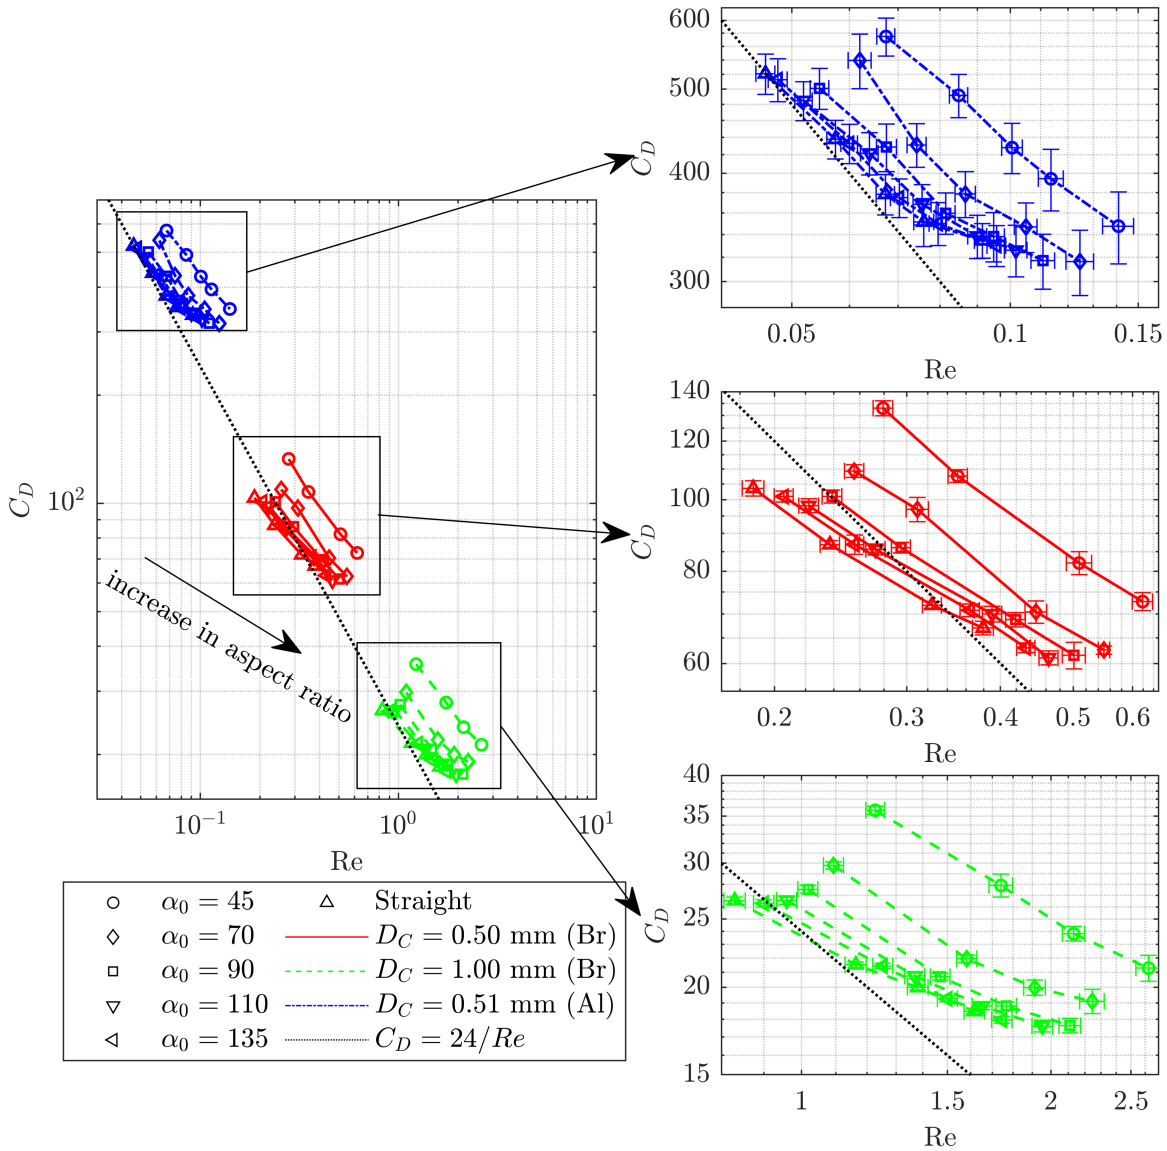 600
500
400
300
C_D
0.05
0.1
0.15
Re
140
120
100
80
60
C_D
0.2
0.3
0.4
0.5
0.6
Re
40
35
30
25
20
15
C_D
1
1.5
2
2.5
Re
C_D
10^2
increase in aspect ratio
10^-1
10^0
10^1
Re
α_0 = 45
Straight
α_0 = 70
D_C = 0.50 mm (Br)
α_0 = 90
D_C = 1.00 mm (Br)
α_0 = 110
D_C = 0.51 mm (Al)
α_0 = 135
C_D = 24/Re